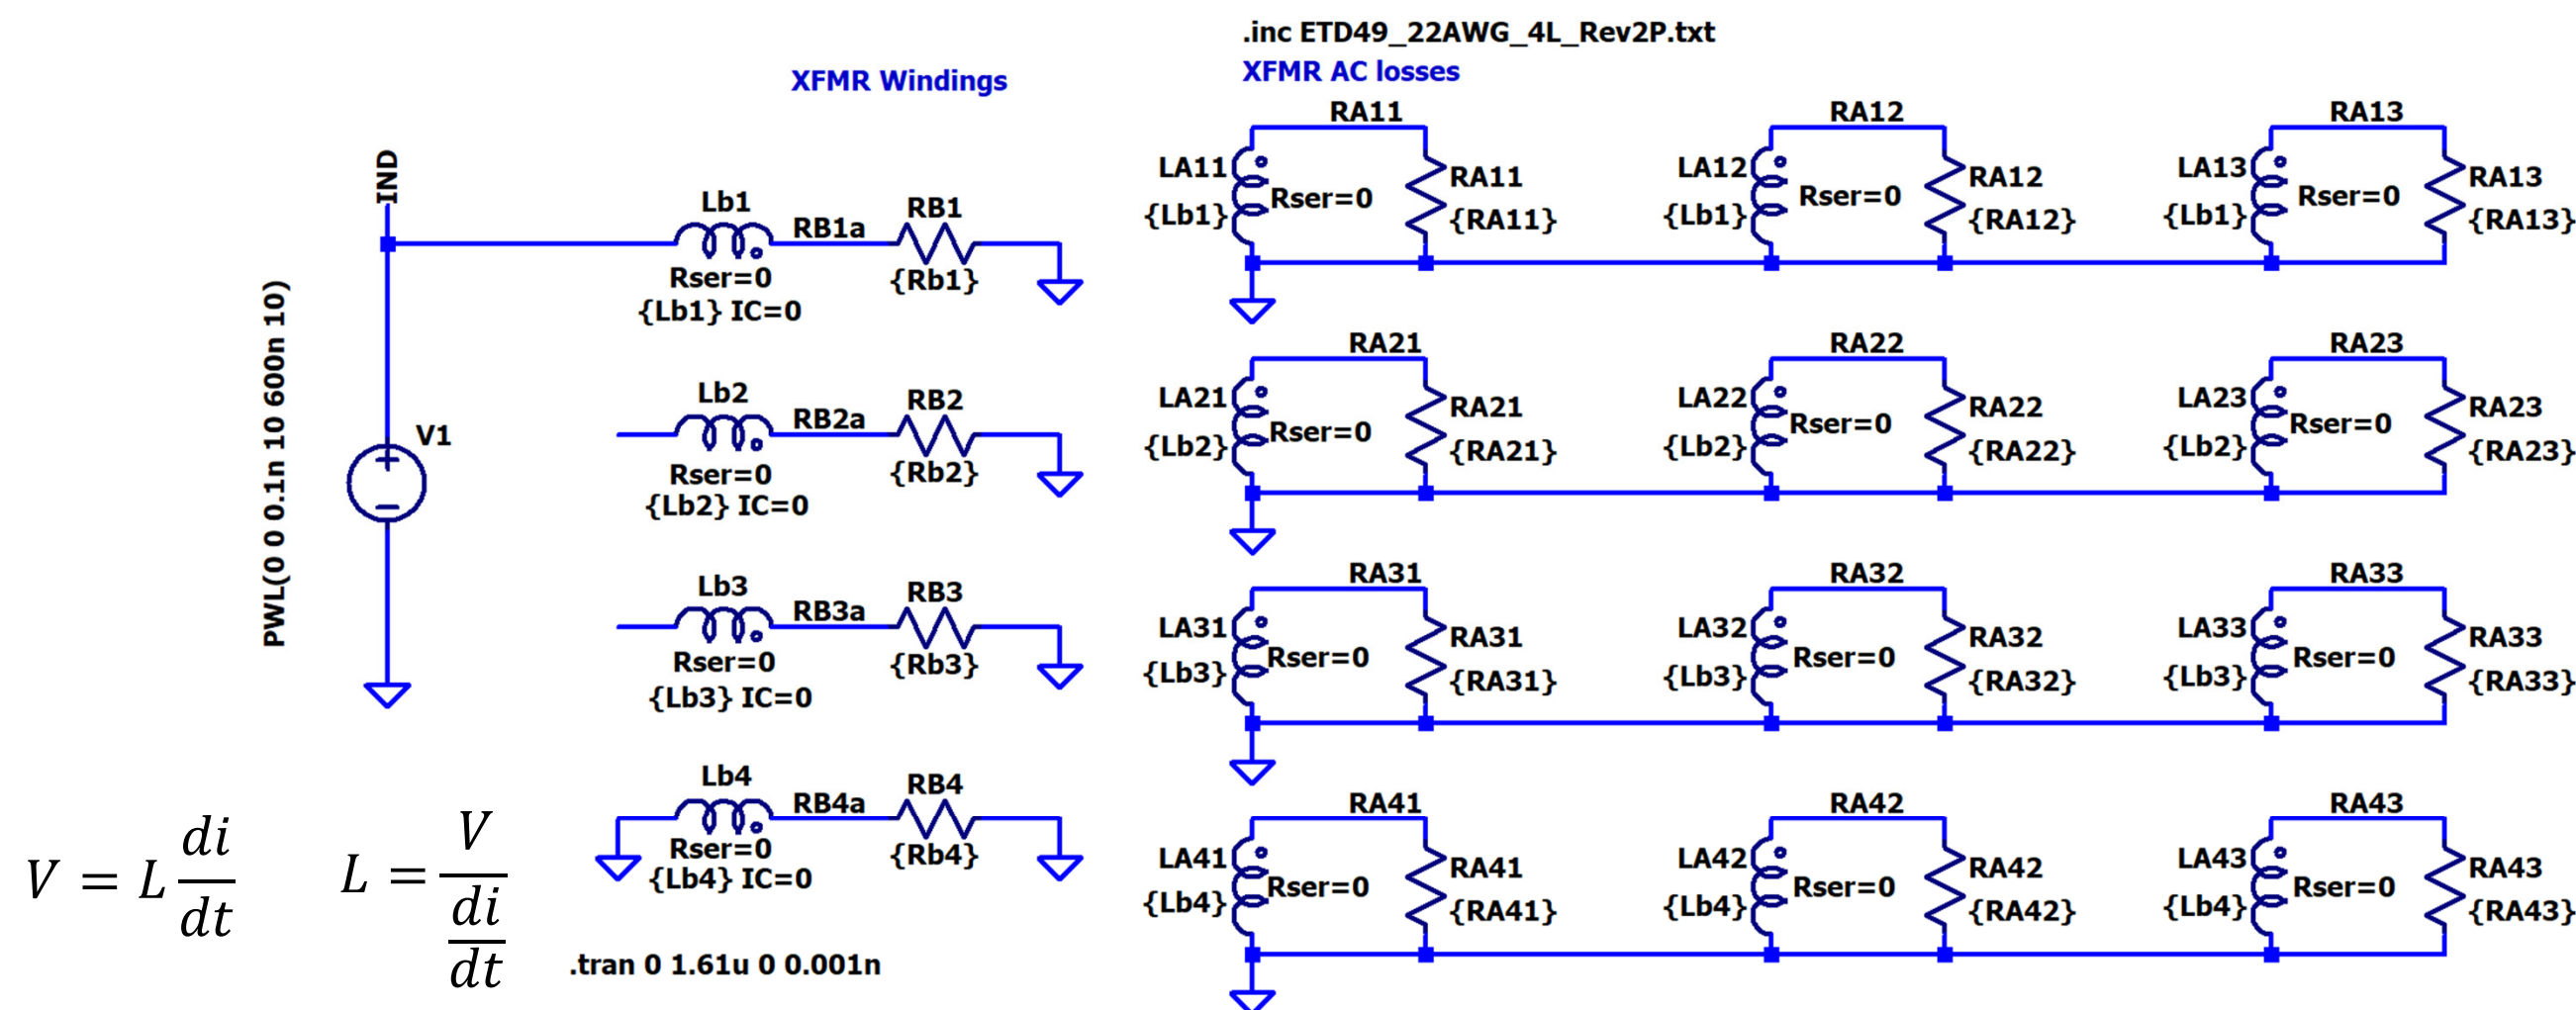 .inc ETD49_22AWG_4L_Rev2P.txt
XFMR Windings
XFMR AC losses
IND
PWL(0 0 0.1n 10 600n 10)
V1
Lb1
RB1a
RB1
Rser=0
{Rb1}
{Lb1} IC=0
Lb2
RB2a
RB2
Rser=0
{Rb2}
{Lb2} IC=0
Lb3
RB3a
RB3
Rser=0
{Rb3}
{Lb3} IC=0
Lb4
RB4a
RB4
Rser=0
{Rb4}
{Lb4} IC=0
RA11
LA11
Rser=0
{Lb1}
RA11
{RA11}
RA12
LA12
Rser=0
{Lb1}
RA12
{RA12}
RA13
LA13
Rser=0
{Lb1}
RA13
{RA13}
RA21
LA21
Rser=0
{Lb2}
RA21
{RA21}
RA22
LA22
Rser=0
{Lb2}
RA22
{RA22}
RA23
LA23
Rser=0
{Lb2}
RA23
{RA23}
RA31
LA31
Rser=0
{Lb3}
RA31
{RA31}
RA32
LA32
Rser=0
{Lb3}
RA32
{RA32}
RA33
LA33
Rser=0
{Lb3}
RA33
{RA33}
RA41
LA41
Rser=0
{Lb4}
RA41
{RA41}
RA42
LA42
Rser=0
{Lb4}
RA42
{RA42}
RA43
LA43
Rser=0
{Lb4}
RA43
{RA43}
V = L di/dt
L = V/(di/dt)
.tran 0 1.61u 0 0.001n